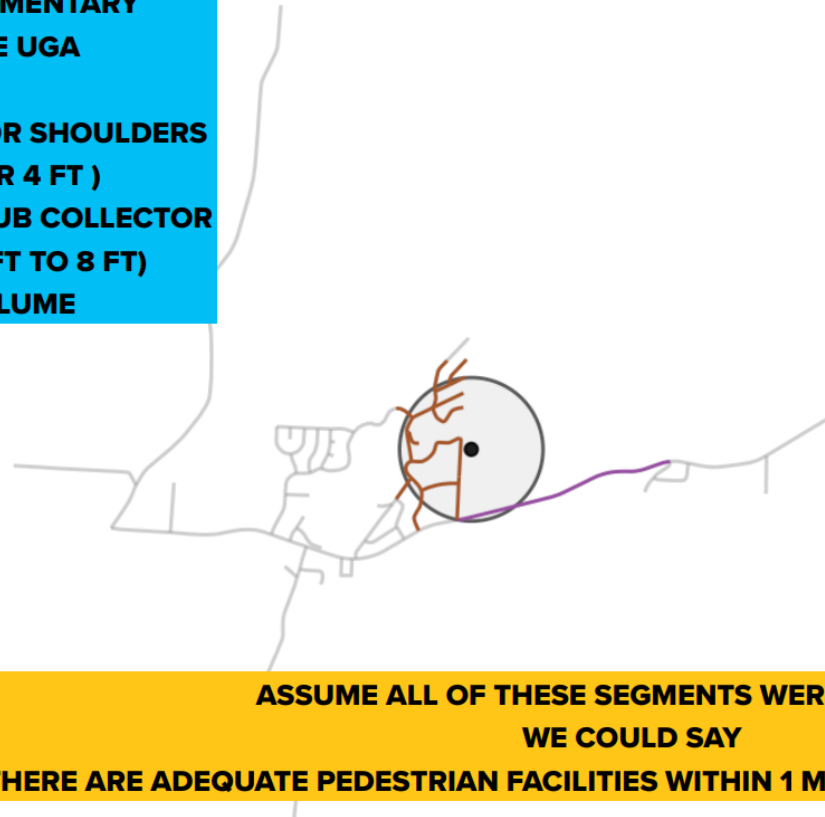 MENTARY
E UGA
OR SHOULDERS
R 4 FT )
UB COLLECTOR
FT TO 8 FT)
LUME
ASSUME ALL OF THESE SEGMENTS WER
WE COULD SAY
HERE ARE ADEQUATE PEDESTRIAN FACILITIES WITHIN 1 M